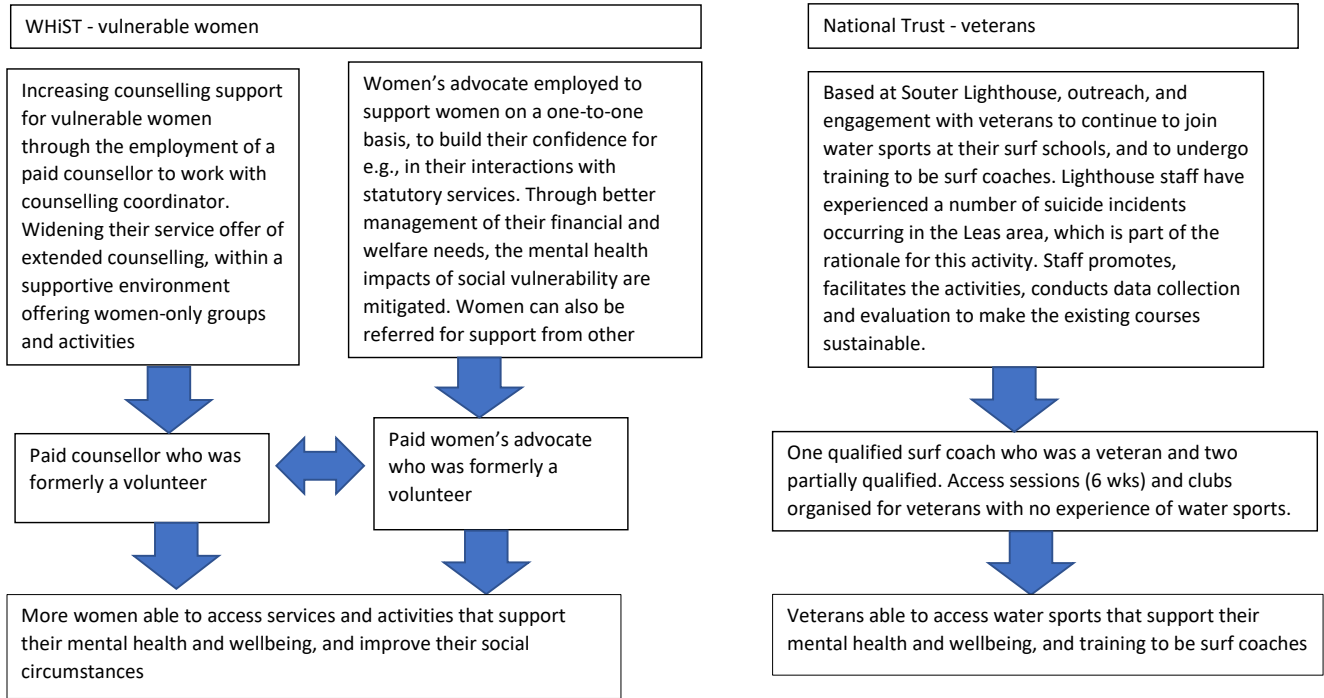 WHiST - vulnerable women
Increasing counselling support
for vulnerable women
through the employment of a
paid counsellor to work with
counselling coordinator.
Widening their service offer of
extended counselling, within a
supportive environment
offering women-only groups
and activities
Women’s advocate employed to
support women on a one-to-one
basis, to build their confidence for
e.g., in their interactions with
statutory services. Through better
management of their financial and
welfare needs, the mental health
impacts of social vulnerability are
mitigated. Women can also be
referred for support from other
Paid counsellor who was
formerly a volunteer
Paid women’s advocate
who was formerly a
volunteer
More women able to access services and activities that support
their mental health and wellbeing, and improve their social
circumstances
National Trust - veterans
Based at Souter Lighthouse, outreach, and
engagement with veterans to continue to join
water sports at their surf schools, and to undergo
training to be surf coaches. Lighthouse staff have
experienced a number of suicide incidents
occurring in the Leas area, which is part of the
rationale for this activity. Staff promotes,
facilitates the activities, conducts data collection
and evaluation to make the existing courses
sustainable.
One qualified surf coach who was a veteran and two
partially qualified. Access sessions (6 wks) and clubs
organised for veterans with no experience of water sports.
Veterans able to access water sports that support their
mental health and wellbeing, and training to be surf coaches